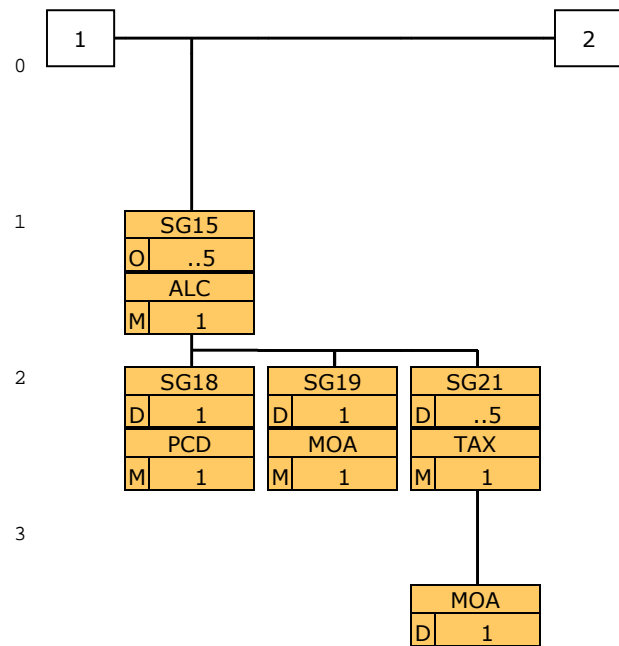 1 2
0
1
SG15
O ..5
ALC
M 1
2
SG18 SG19 SG21
D 1 D 1 D ..5
PCD MOA TAX
M 1 M 1 M 1
3
MOA
D 1